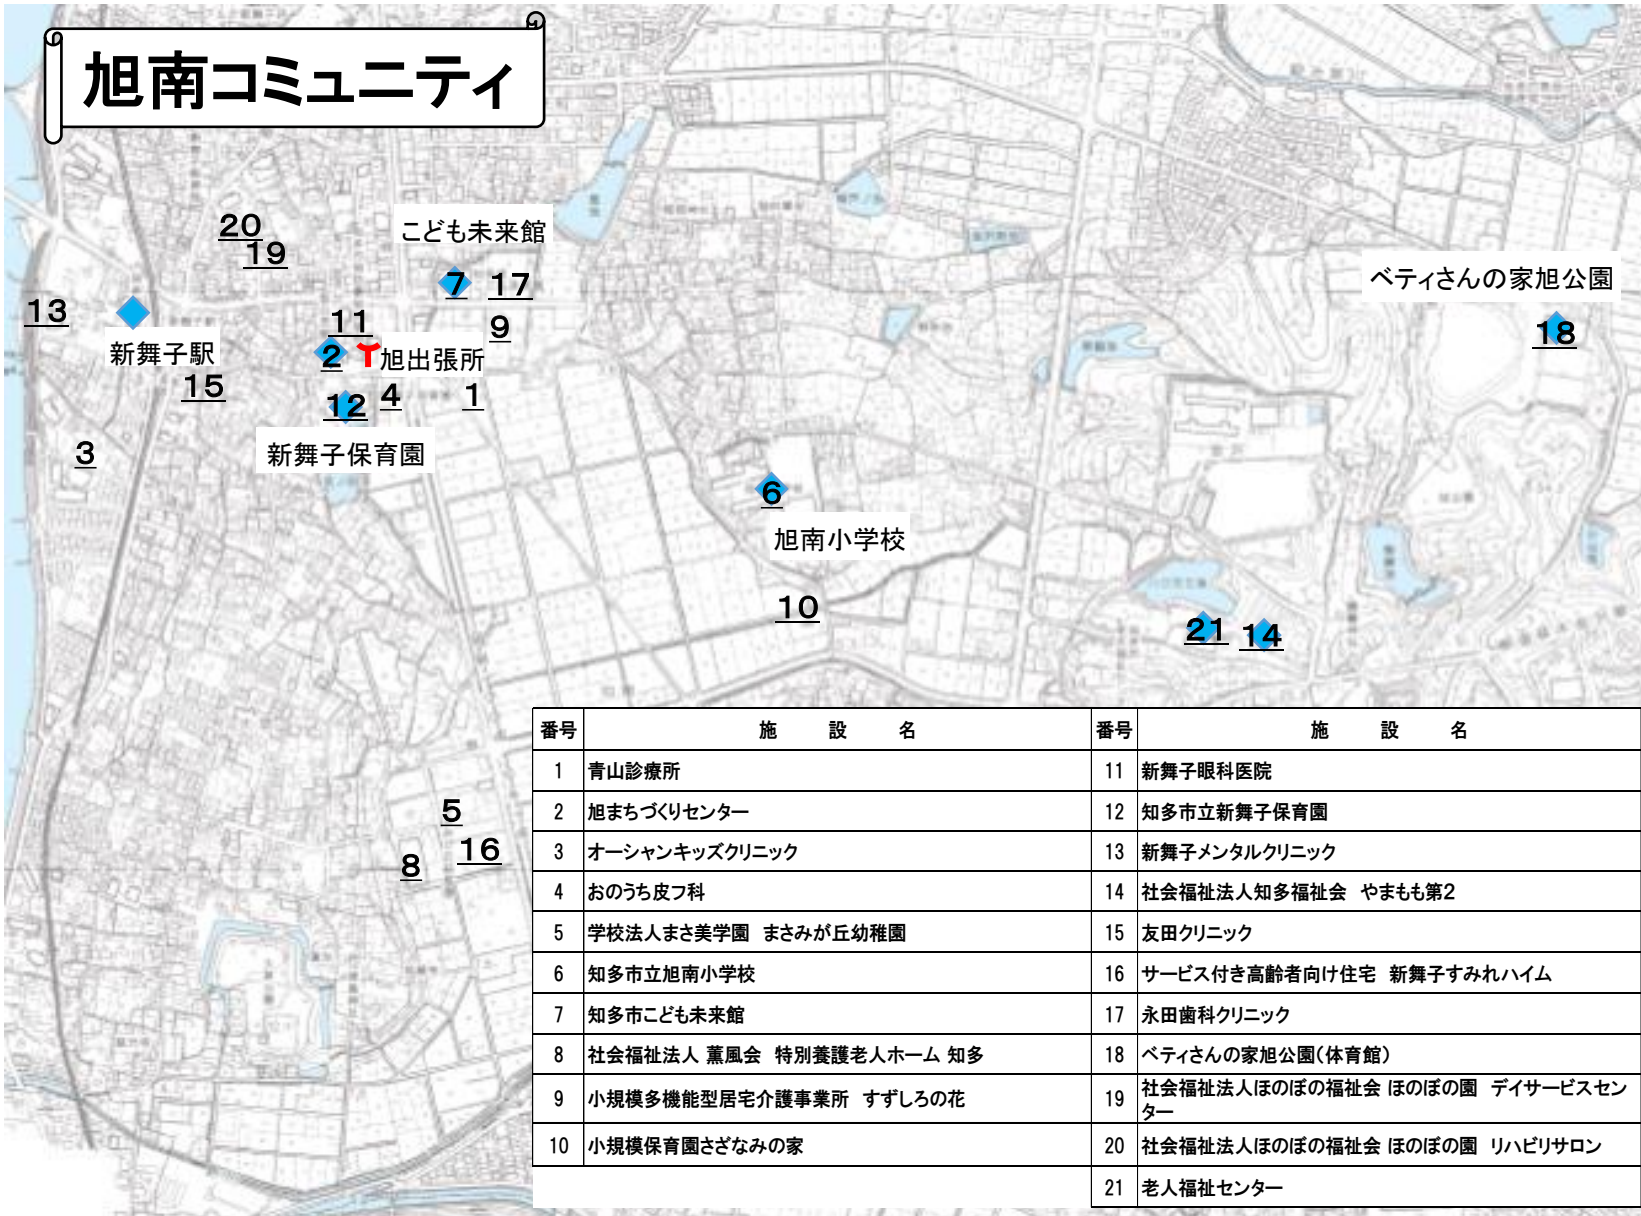 旭南コミュニティ
20
19
こども未来館
7
17
ベティさんの家旭公園
13
11
9
18
新舞子駅
2
旭出張所
15
12
4
1
新舞子保育園
3
6
旭南小学校
10
21
14
5
16
8
番号 施 設 名 番号 施 設 名
1 青山診療所 11 新舞子眼科医院
2 旭まちづくりセンター 12 知多市立新舞子保育園
3 オーシャンキッズクリニック 13 新舞子メンタルクリニック
4 おのうち皮フ科 14 社会福祉法人知多福祉会 やまもも第2
5 学校法人まさ美学園 まさみが丘幼稚園 15 友田クリニック
6 知多市立旭南小学校 16 サービス付き高齢者向け住宅 新舞子すみれハイム
7 知多市こども未来館 17 永田歯科クリニック
8 社会福祉法人 薫風会 特別養護老人ホーム 知多 18 ベティさんの家旭公園(体育館)
9 小規模多機能型居宅介護事業所 すずしろの花 19 社会福祉法人ほのぼの福祉会 ほのぼの園 デイサービスセン
ター
10 小規模保育園さざなみの家 20 社会福祉法人ほのぼの福祉会 ほのぼの園 リハビリサロン
21 老人福祉センター